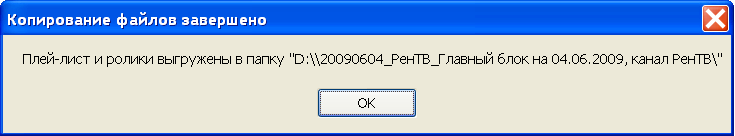 Копирование файлов завершено
Плей-лист и ролики выгружены в папку "D:\\20090604_РенТВ_Главный блок на 04.06.2009, канал РенТВ\"
OK